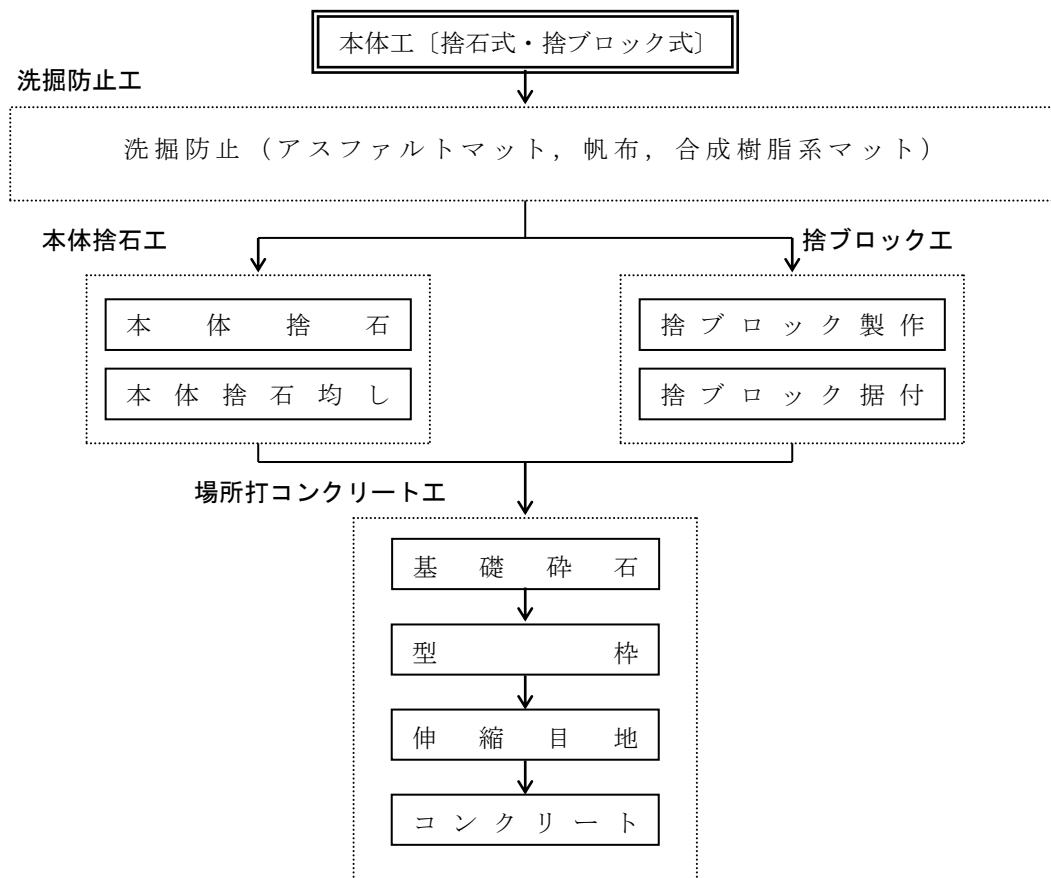 本体工〔捨石式・捨ブロック式〕
洗掘防止工
洗掘防止（アスファルトマット，帆布，合成樹脂系マット）
本体捨石工
捨ブロック工
本体捨石
捨ブロック製作
本体捨石均し
捨ブロック据付
場所打コンクリート工
基礎砕石
型枠
伸縮目地
コンクリート